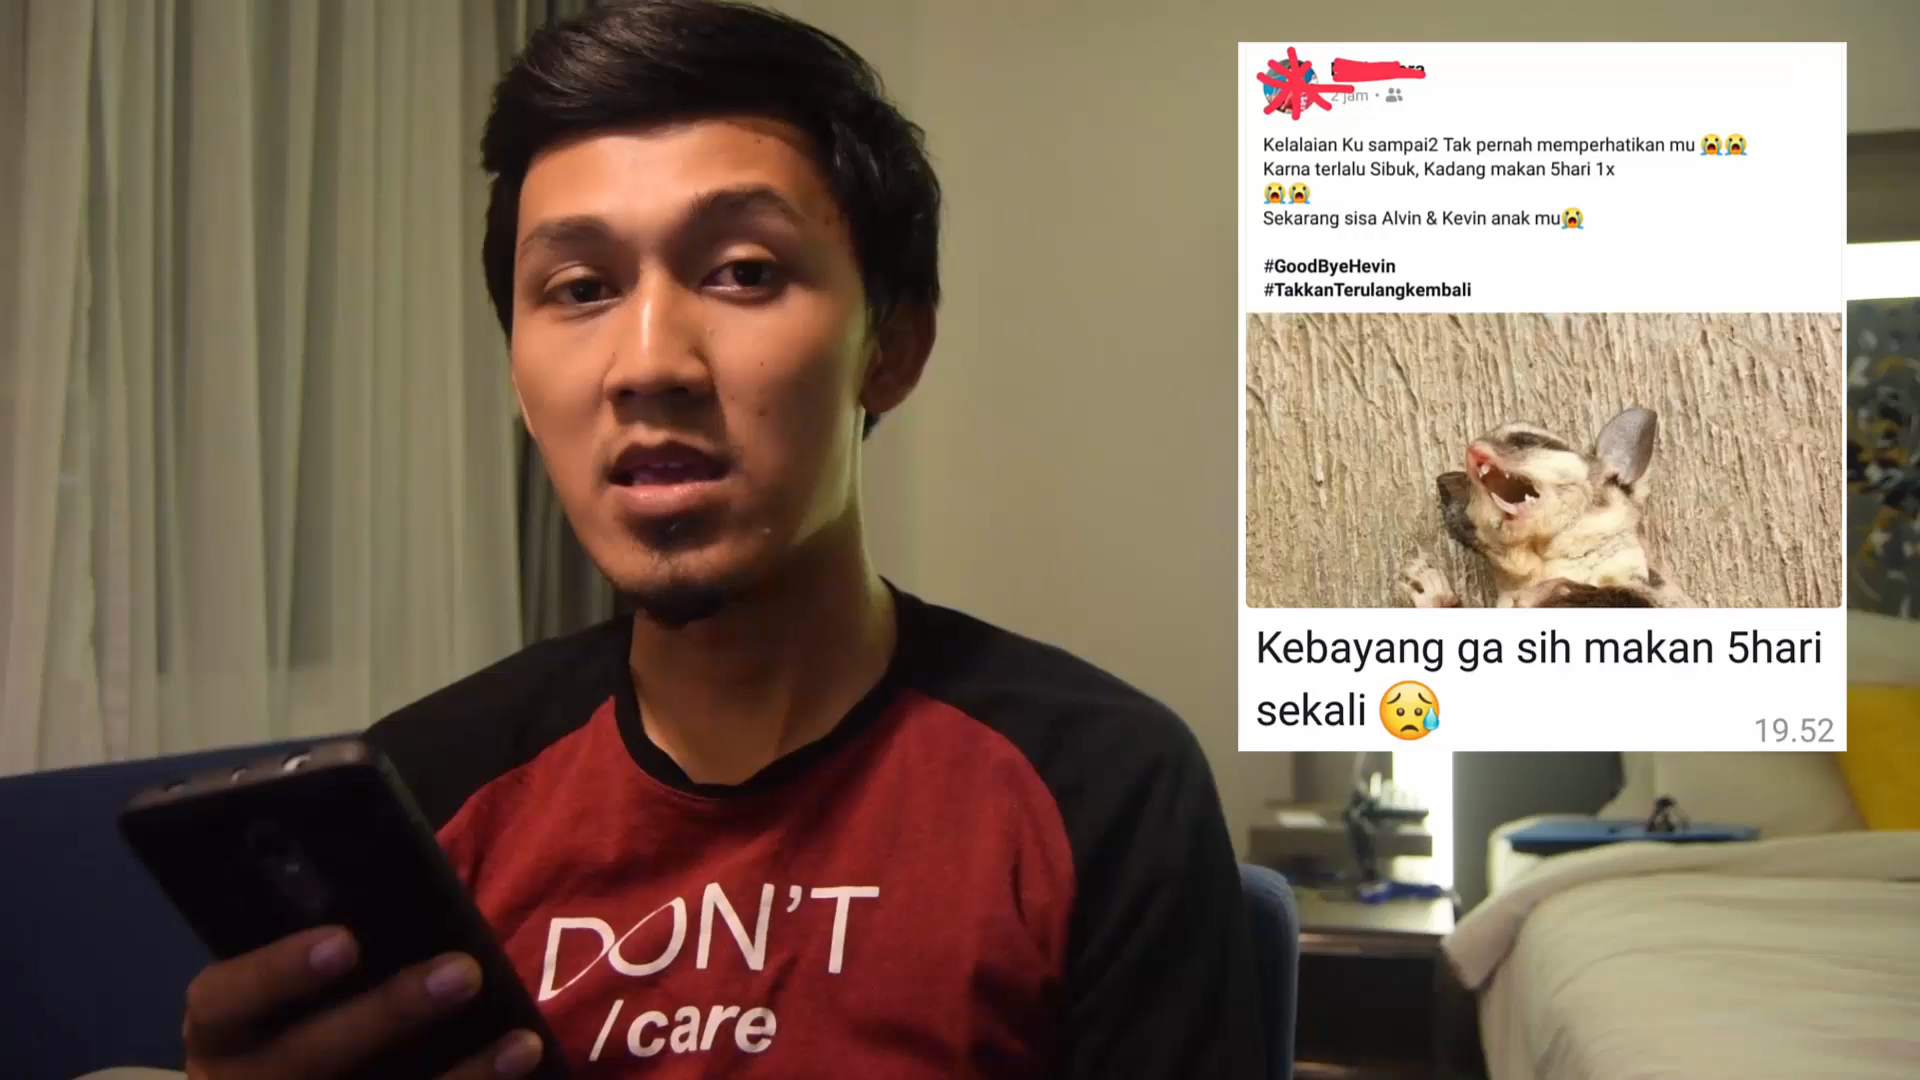 2 jam
Kelalaian Ku sampai2 Tak pernah memperhatikan mu 😭😭
Karna terlalu Sibuk, Kadang makan 5hari 1x
😭😭
Sekarang sisa Alvin & Kevin anak mu😭
#GoodByeHevin
#TakkanTerulangkembali
Kebayang ga sih makan 5hari
sekali 😥
19.52
DON'T
/care